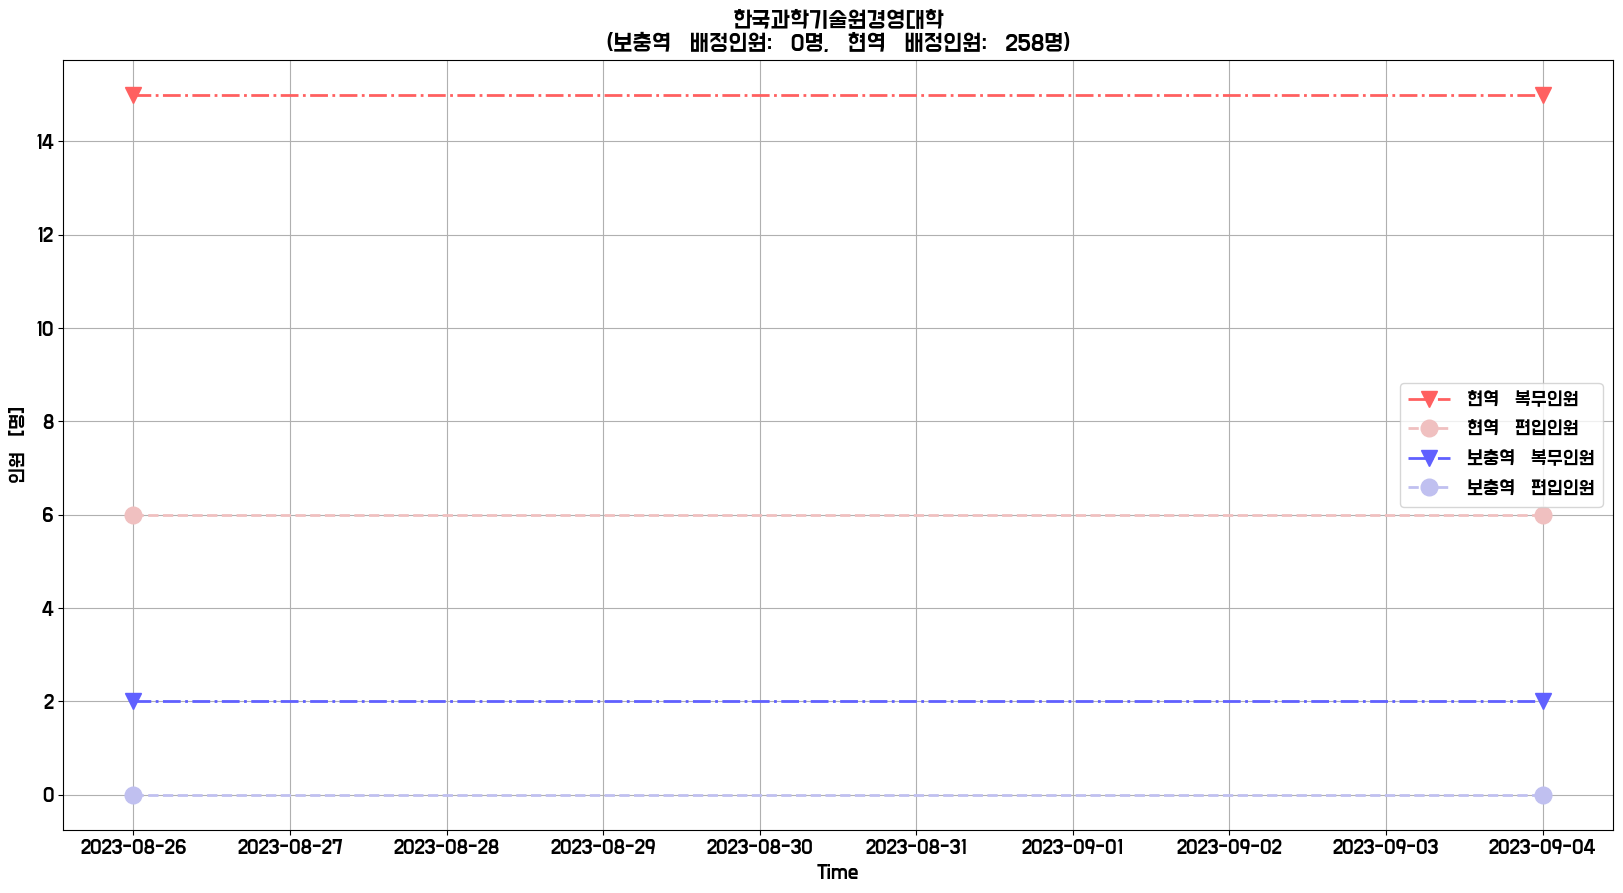 한국과학기술원경영대학
(보충역 배정인원: 0명, 현역 배정인원: 258명)
14
12
10
8
6
4
2
0
인원 [명]
현역 복무인원
현역 편입인원
보충역 복무인원
보충역 편입인원
2023-08-26 2023-08-27 2023-08-28 2023-08-29 2023-08-30 2023-08-31 2023-09-01 2023-09-02 2023-09-03 2023-09-04
Time